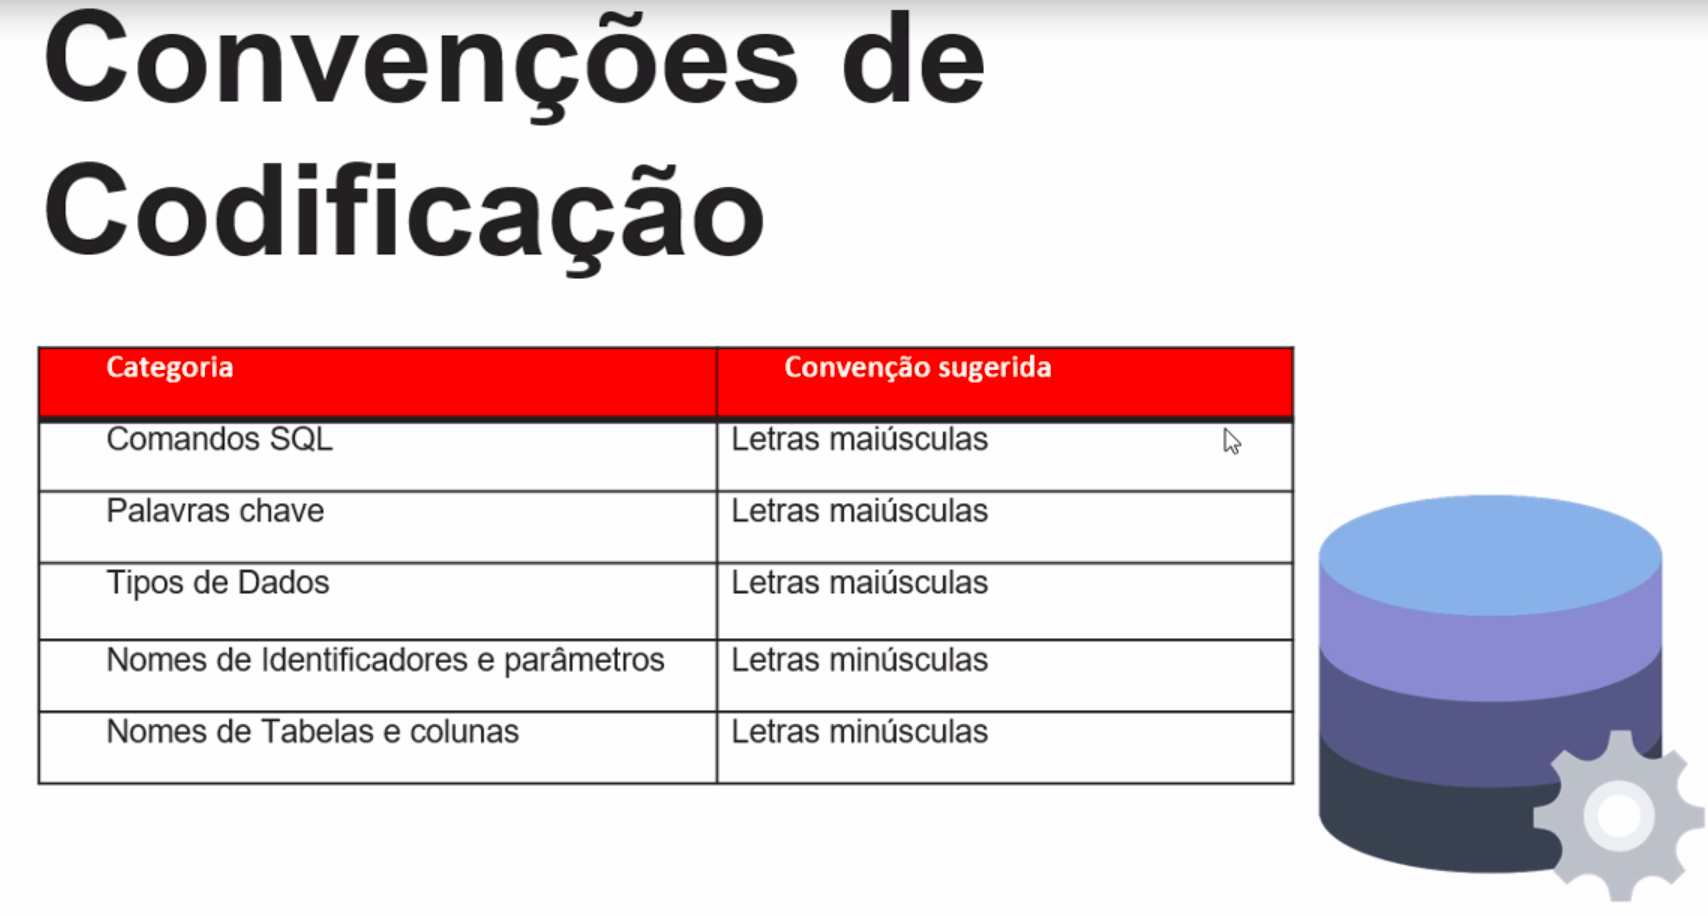 Convenções de
Codificação
Categoria Convenção sugerida
Comandos SQL Letras maiúsculas
Palavras chave Letras maiúsculas
Tipos de Dados Letras maiúsculas
Nomes de Identificadores e parâmetros Letras minúsculas
Nomes de Tabelas e colunas Letras minúsculas